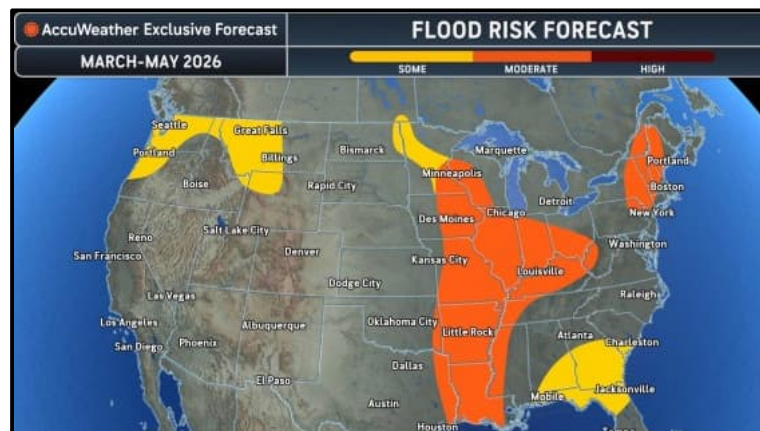 AccuWeather Exclusive Forecast
MARCH-MAY 2026
FLOOD RISK FORECAST
SOME MODERATE HIGH
Seattle
Great Falls
Portland
Billings
Bismarck
Marquette
Portland
Minneapolis
Boise
Rapid City
Boston
Detroit
Des Moines
Chicago
New York
Reno
Salt Lake City
Washington
San Francisco
Denver
Kansas City
Louisville
Dodge City
Las Vegas
Raleigh
Los Angeles
Albuquerque
Oklahoma City
Little Rock
San Diego
Phoenix
Atlanta
Charleston
Dallas
El Paso
Jacksonville
Mobile
Austin
Houston